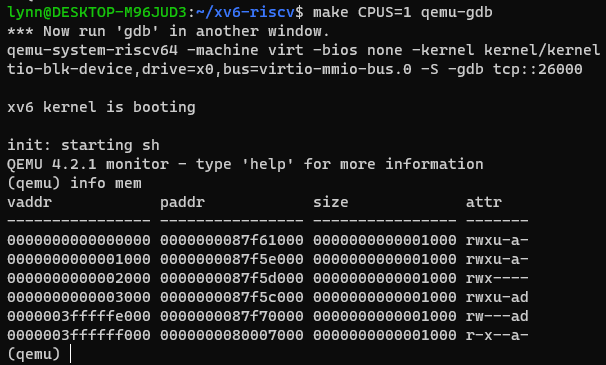 lynn@DESKTOP-M96JUD3:~/xv6-riscv$ make CPUS=1 qemu-gdb
*** Now run 'gdb' in another window.
qemu-system-riscv64 -machine virt -bios none -kernel kernel/kernel
tio-blk-device,drive=x0,bus=virtio-mmio-bus.0 -S -gdb tcp::26000
xv6 kernel is booting
init: starting sh
QEMU 4.2.1 monitor - type 'help' for more information
(qemu) info mem
vaddr            paddr            size             attr
---------------- ---------------- ---------------- -------
0000000000000000 0000000087f61000 0000000000001000 rwxu-a-
0000000000001000 0000000087f5e000 0000000000001000 rwxu-a-
0000000000002000 0000000087f5d000 0000000000001000 rwx----
0000000000003000 0000000087f5c000 0000000000001000 rwxu-ad
0000003fffffe000 0000000087f70000 0000000000001000 rw---ad
0000003ffffff000 0000000080007000 0000000000001000 r-x--a-
(qemu)